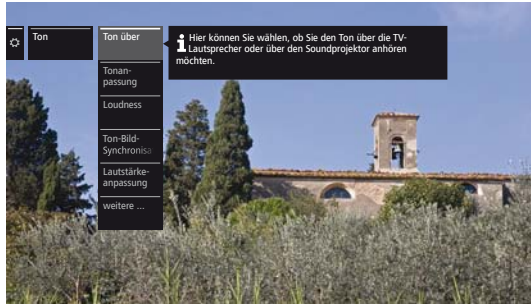 Ton
Ton über
Hier können Sie wählen, ob Sie den Ton über die TV-
Lautsprecher oder über den Soundprojektor anhören
möchten.
Tonan-
passung
Loudness
Ton-Bild-
Synchronisa
Lautstärke-
anpassung
weitere ...